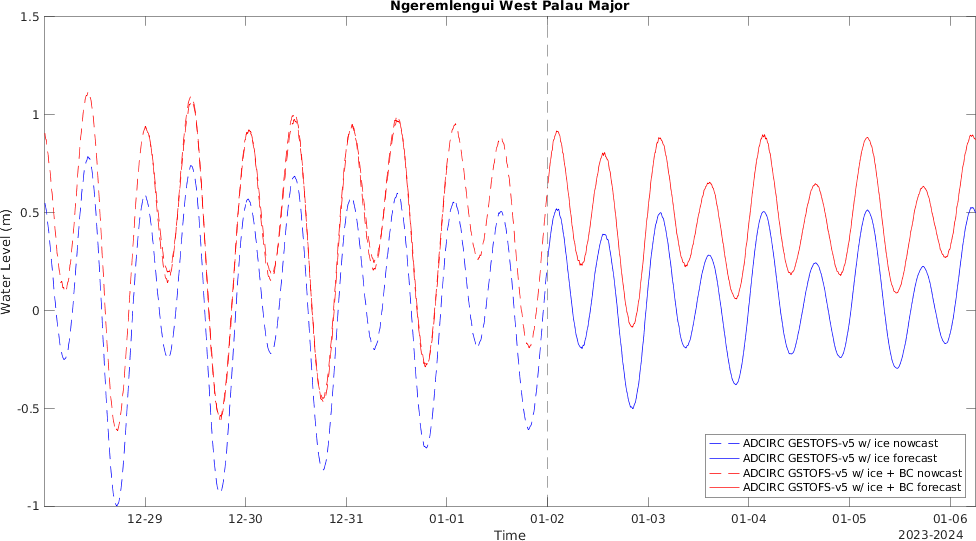 Ngeremlengui West Palau Major
1.5
1
0.5
0
-0.5
-1
Water Level (m)
ADCIRC GESTOFS-v5 w/ ice nowcast
ADCIRC GESTOFS-v5 w/ ice forecast
ADCIRC GSTOFS-v5 w/ ice + BC nowcast
ADCIRC GSTOFS-v5 w/ ice + BC forecast
12-29 12-30 12-31 01-01 01-02 01-03 01-04 01-05 01-06
Time
2023-2024